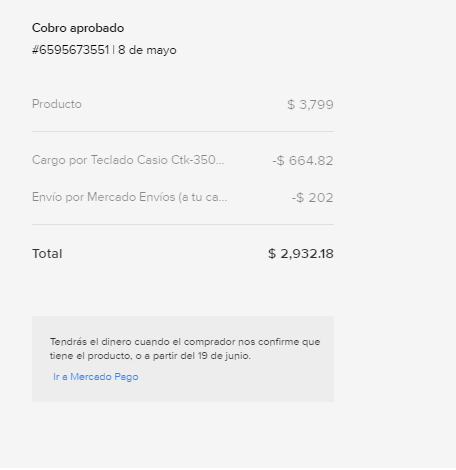 Cobro aprobado
#6595673551 | 8 de mayo
Producto $ 3,799
Cargo por Teclado Casio Ctk-350... -$ 664.82
Envío por Mercado Envíos (a tu ca... -$ 202
Total $ 2,932.18
Tendrás el dinero cuando el comprador nos confirme que
tiene el producto, o a partir del 19 de junio.
Ir a Mercado Pago